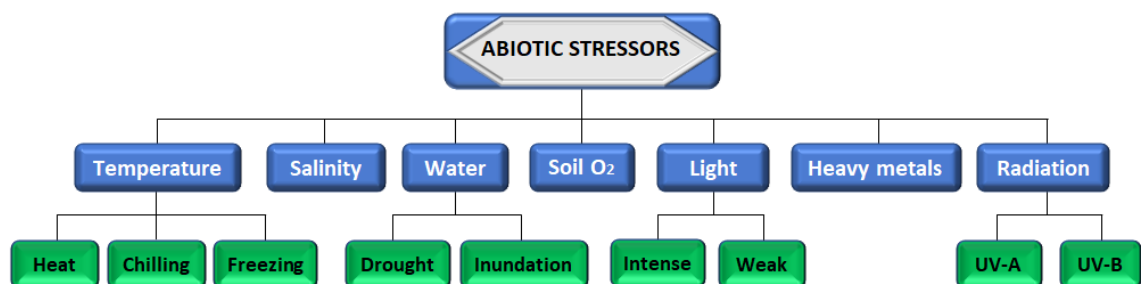 ABIOTIC STRESSORS
Temperature
Salinity
Water
Soil O₂
Light
Heavy metals
Radiation
Heat
Chilling
Freezing
Drought
Inundation
Intense
Weak
UV-A
UV-B